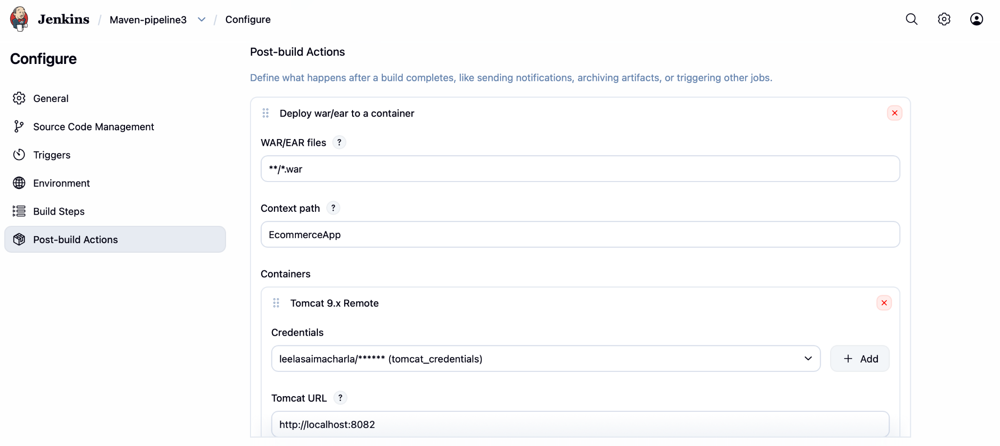 Jenkins / Maven-pipeline3 / Configure
Configure
General
Source Code Management
Triggers
Environment
Build Steps
Post-build Actions
Post-build Actions
Define what happens after a build completes, like sending notifications, archiving artifacts, or triggering other jobs.
Deploy war/ear to a container
WAR/EAR files ?
**/*.war
Context path ?
EcommerceApp
Containers
Tomcat 9.x Remote
Credentials
leelasaimacharla/****** (tomcat_credentials)
+ Add
Tomcat URL ?
http://localhost:8082